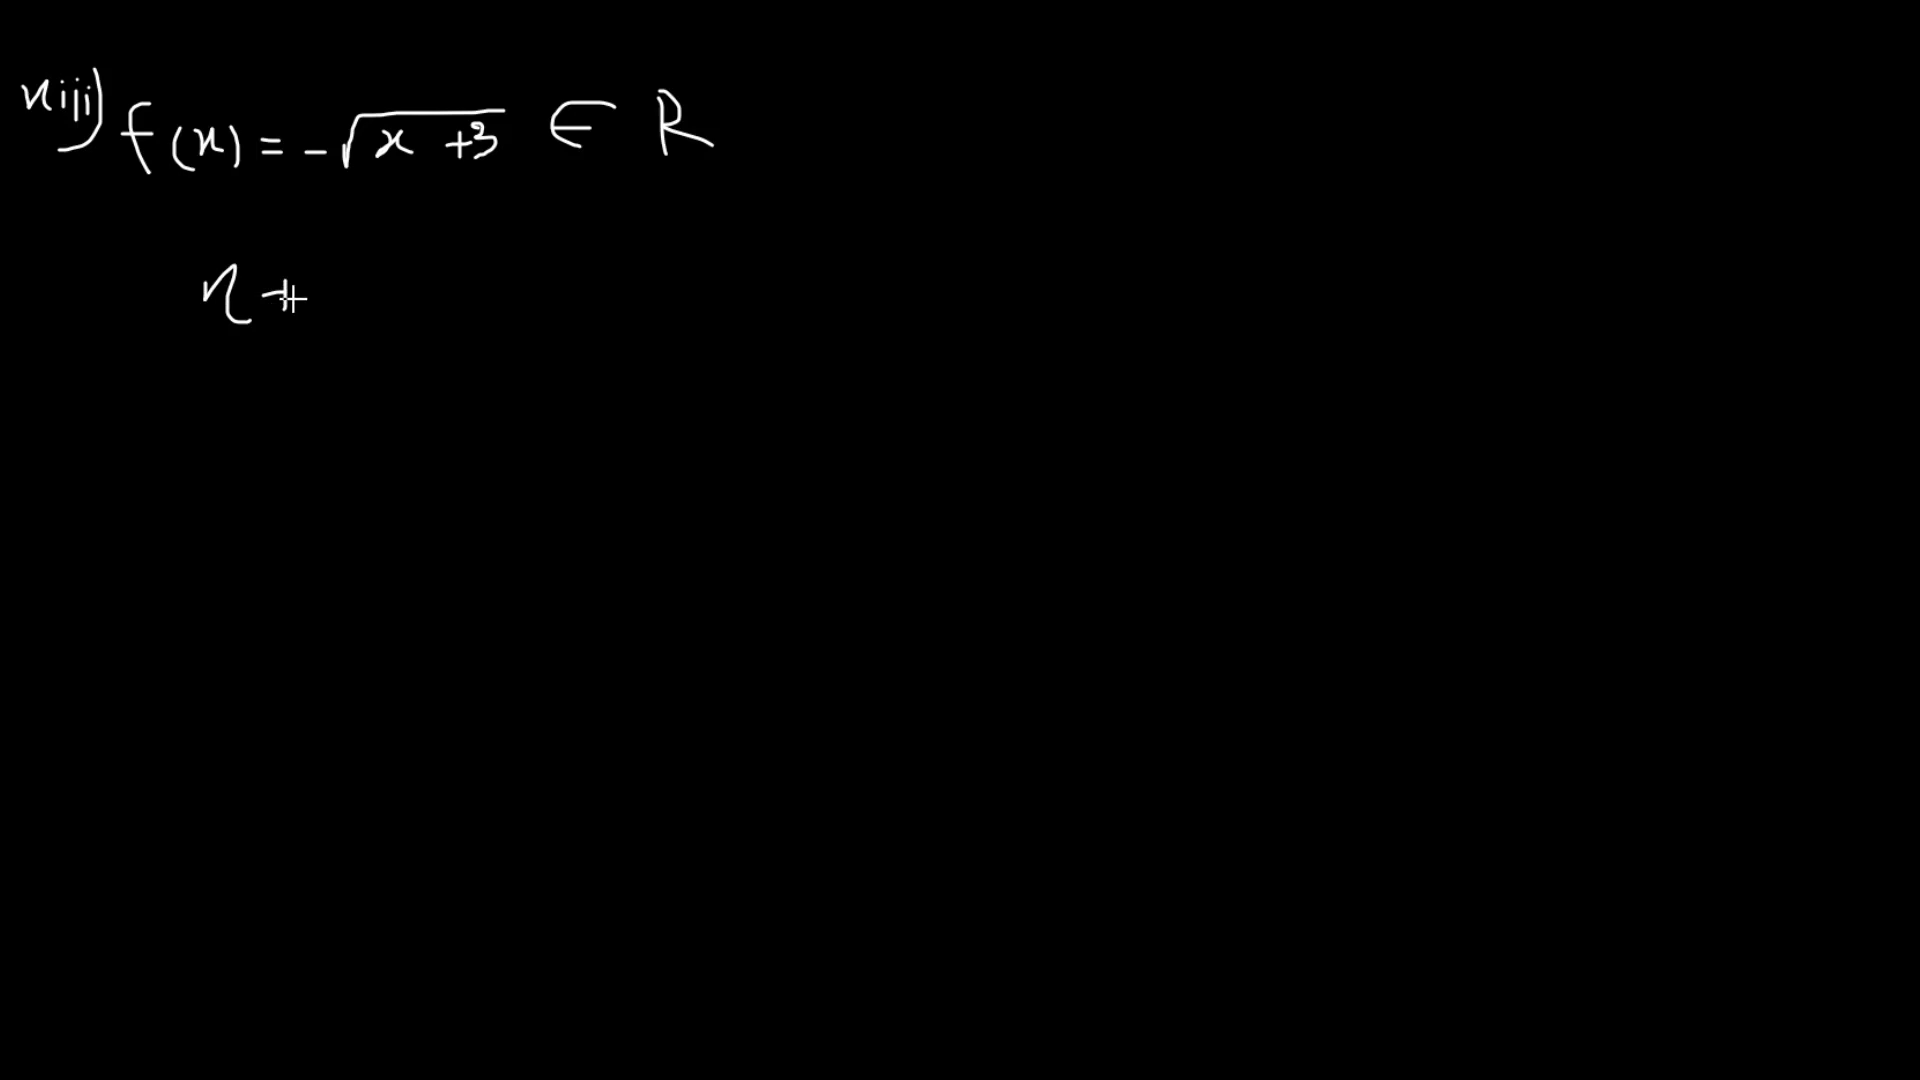 xiii) f(x) = -√(x +3) ∈ R
x +